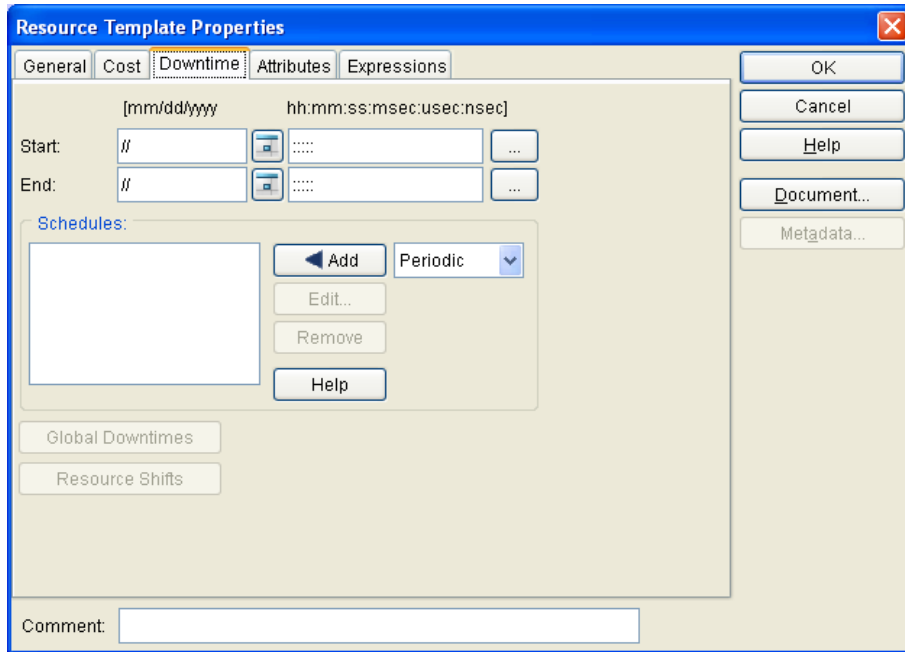 Resource Template Properties
General Cost Downtime Attributes Expressions
[mm/dd/yyyy hh:mm:ss:msec:usec:nsec]
Start: // ::::: ...
End: // ::::: ...
Schedules:
Add Periodic
Edit...
Remove
Help
Global Downtimes
Resource Shifts
Comment:
OK
Cancel
Help
Document...
Metadata...